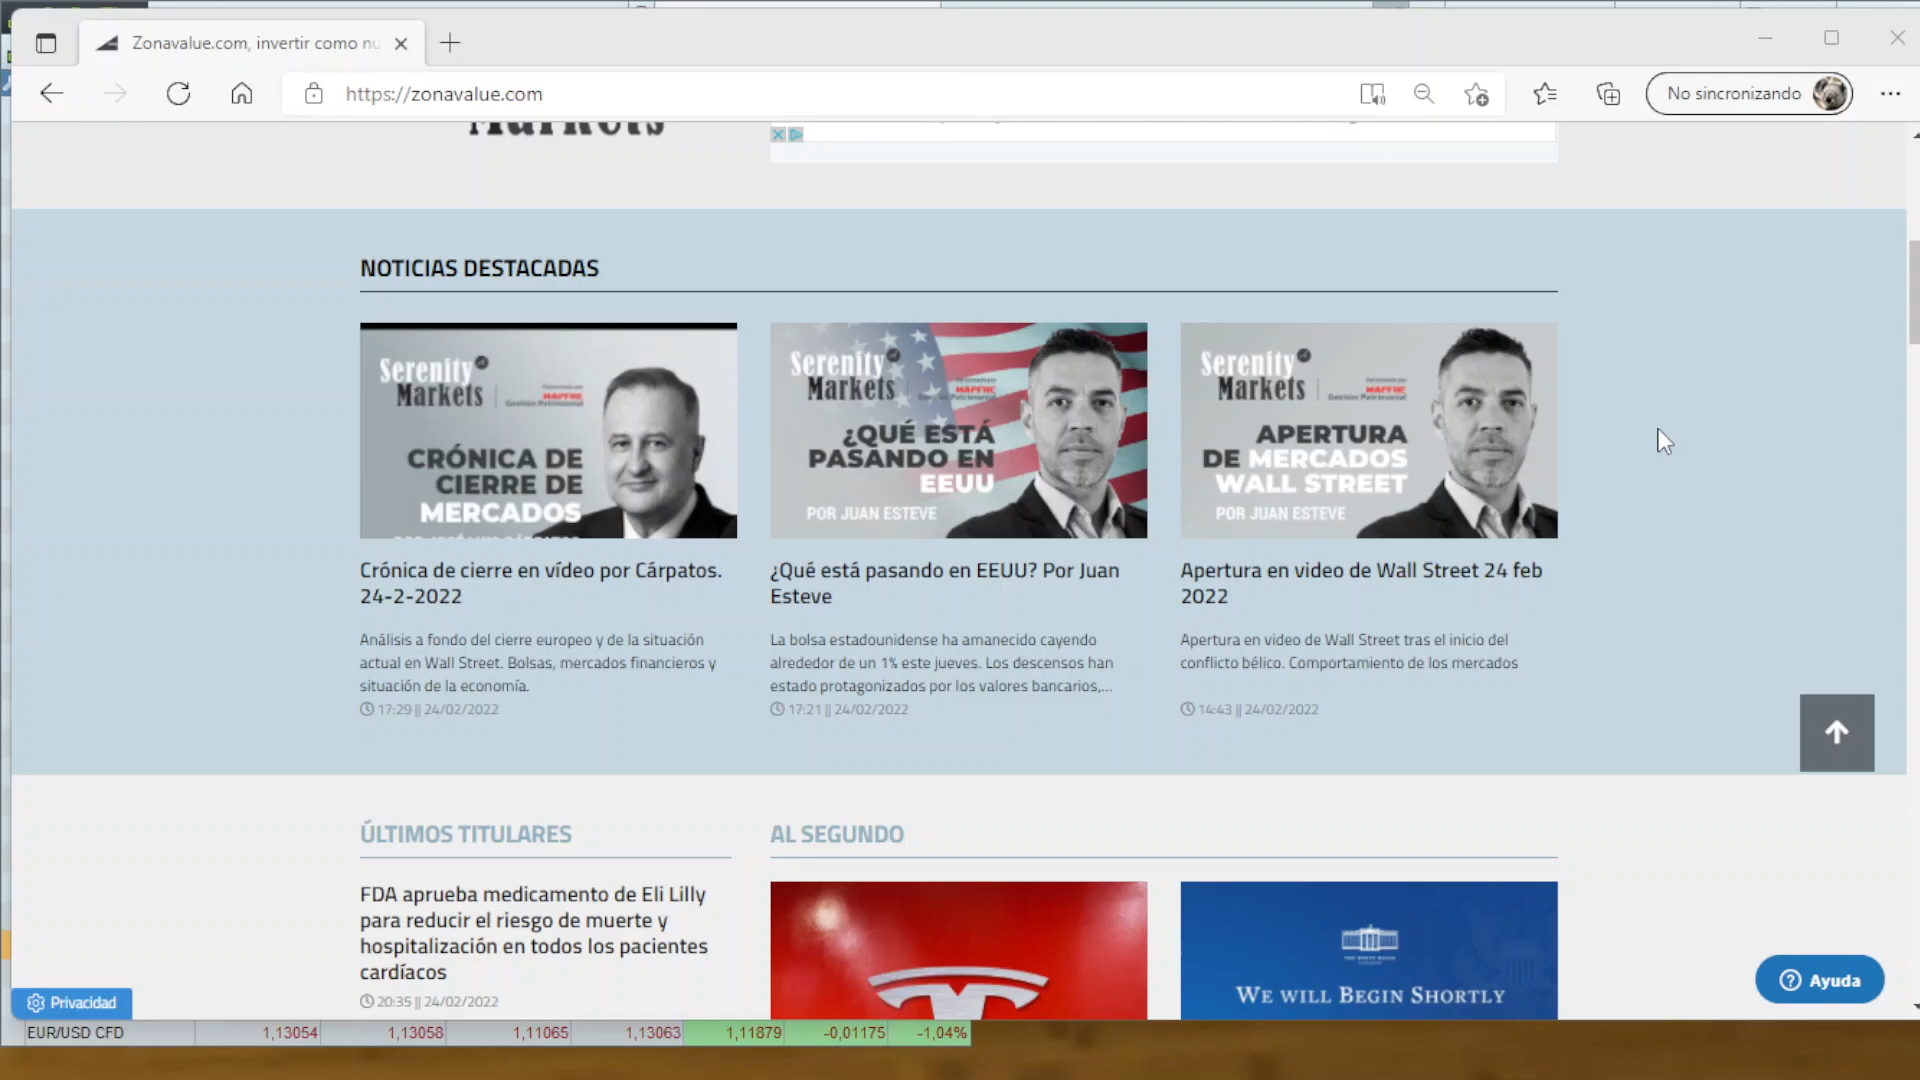 Zonavalue.com, invertir como nu
https://zonavalue.com
No sincronizando
Markets
NOTICIAS DESTACADAS
Serenity
Markets
MAPFRE
Gestión Patrimonial
CRÓNICA DE
CIERRE DE
MERCADOS
Serenity
Markets
MAPFRE
¿QUÉ ESTÁ
PASANDO EN
EEUU
POR JUAN ESTEVE
Serenity
Markets
MAPFRE
Gestión Patrimonial
APERTURA
DE MERCADOS
WALL STREET
POR JUAN ESTEVE
Crónica de cierre en vídeo por Cárpatos.
24-2-2022
Análisis a fondo del cierre europeo y de la situación
actual en Wall Street. Bolsas, mercados financieros y
situación de la economía.
17:29 || 24/02/2022
¿Qué está pasando en EEUU? Por Juan
Esteve
La bolsa estadounidense ha amanecido cayendo
alrededor de un 1% este jueves. Los descensos han
estado protagonizados por los valores bancarios,...
17:21 || 24/02/2022
Apertura en video de Wall Street 24 feb
2022
Apertura en video de Wall Street tras el inicio del
conflicto bélico. Comportamiento de los mercados
14:43 || 24/02/2022
ÚLTIMOS TITULARES
FDA aprueba medicamento de Eli Lilly
para reducir el riesgo de muerte y
hospitalización en todos los pacientes
cardíacos
20:35 || 24/02/2022
AL SEGUNDO
WE WILL BEGIN SHORTLY
Privacidad
Ayuda
EUR/USD CFD 1,13054 1,13058 1,11065 1,13063 1,11879 -0,01175 -1,04%